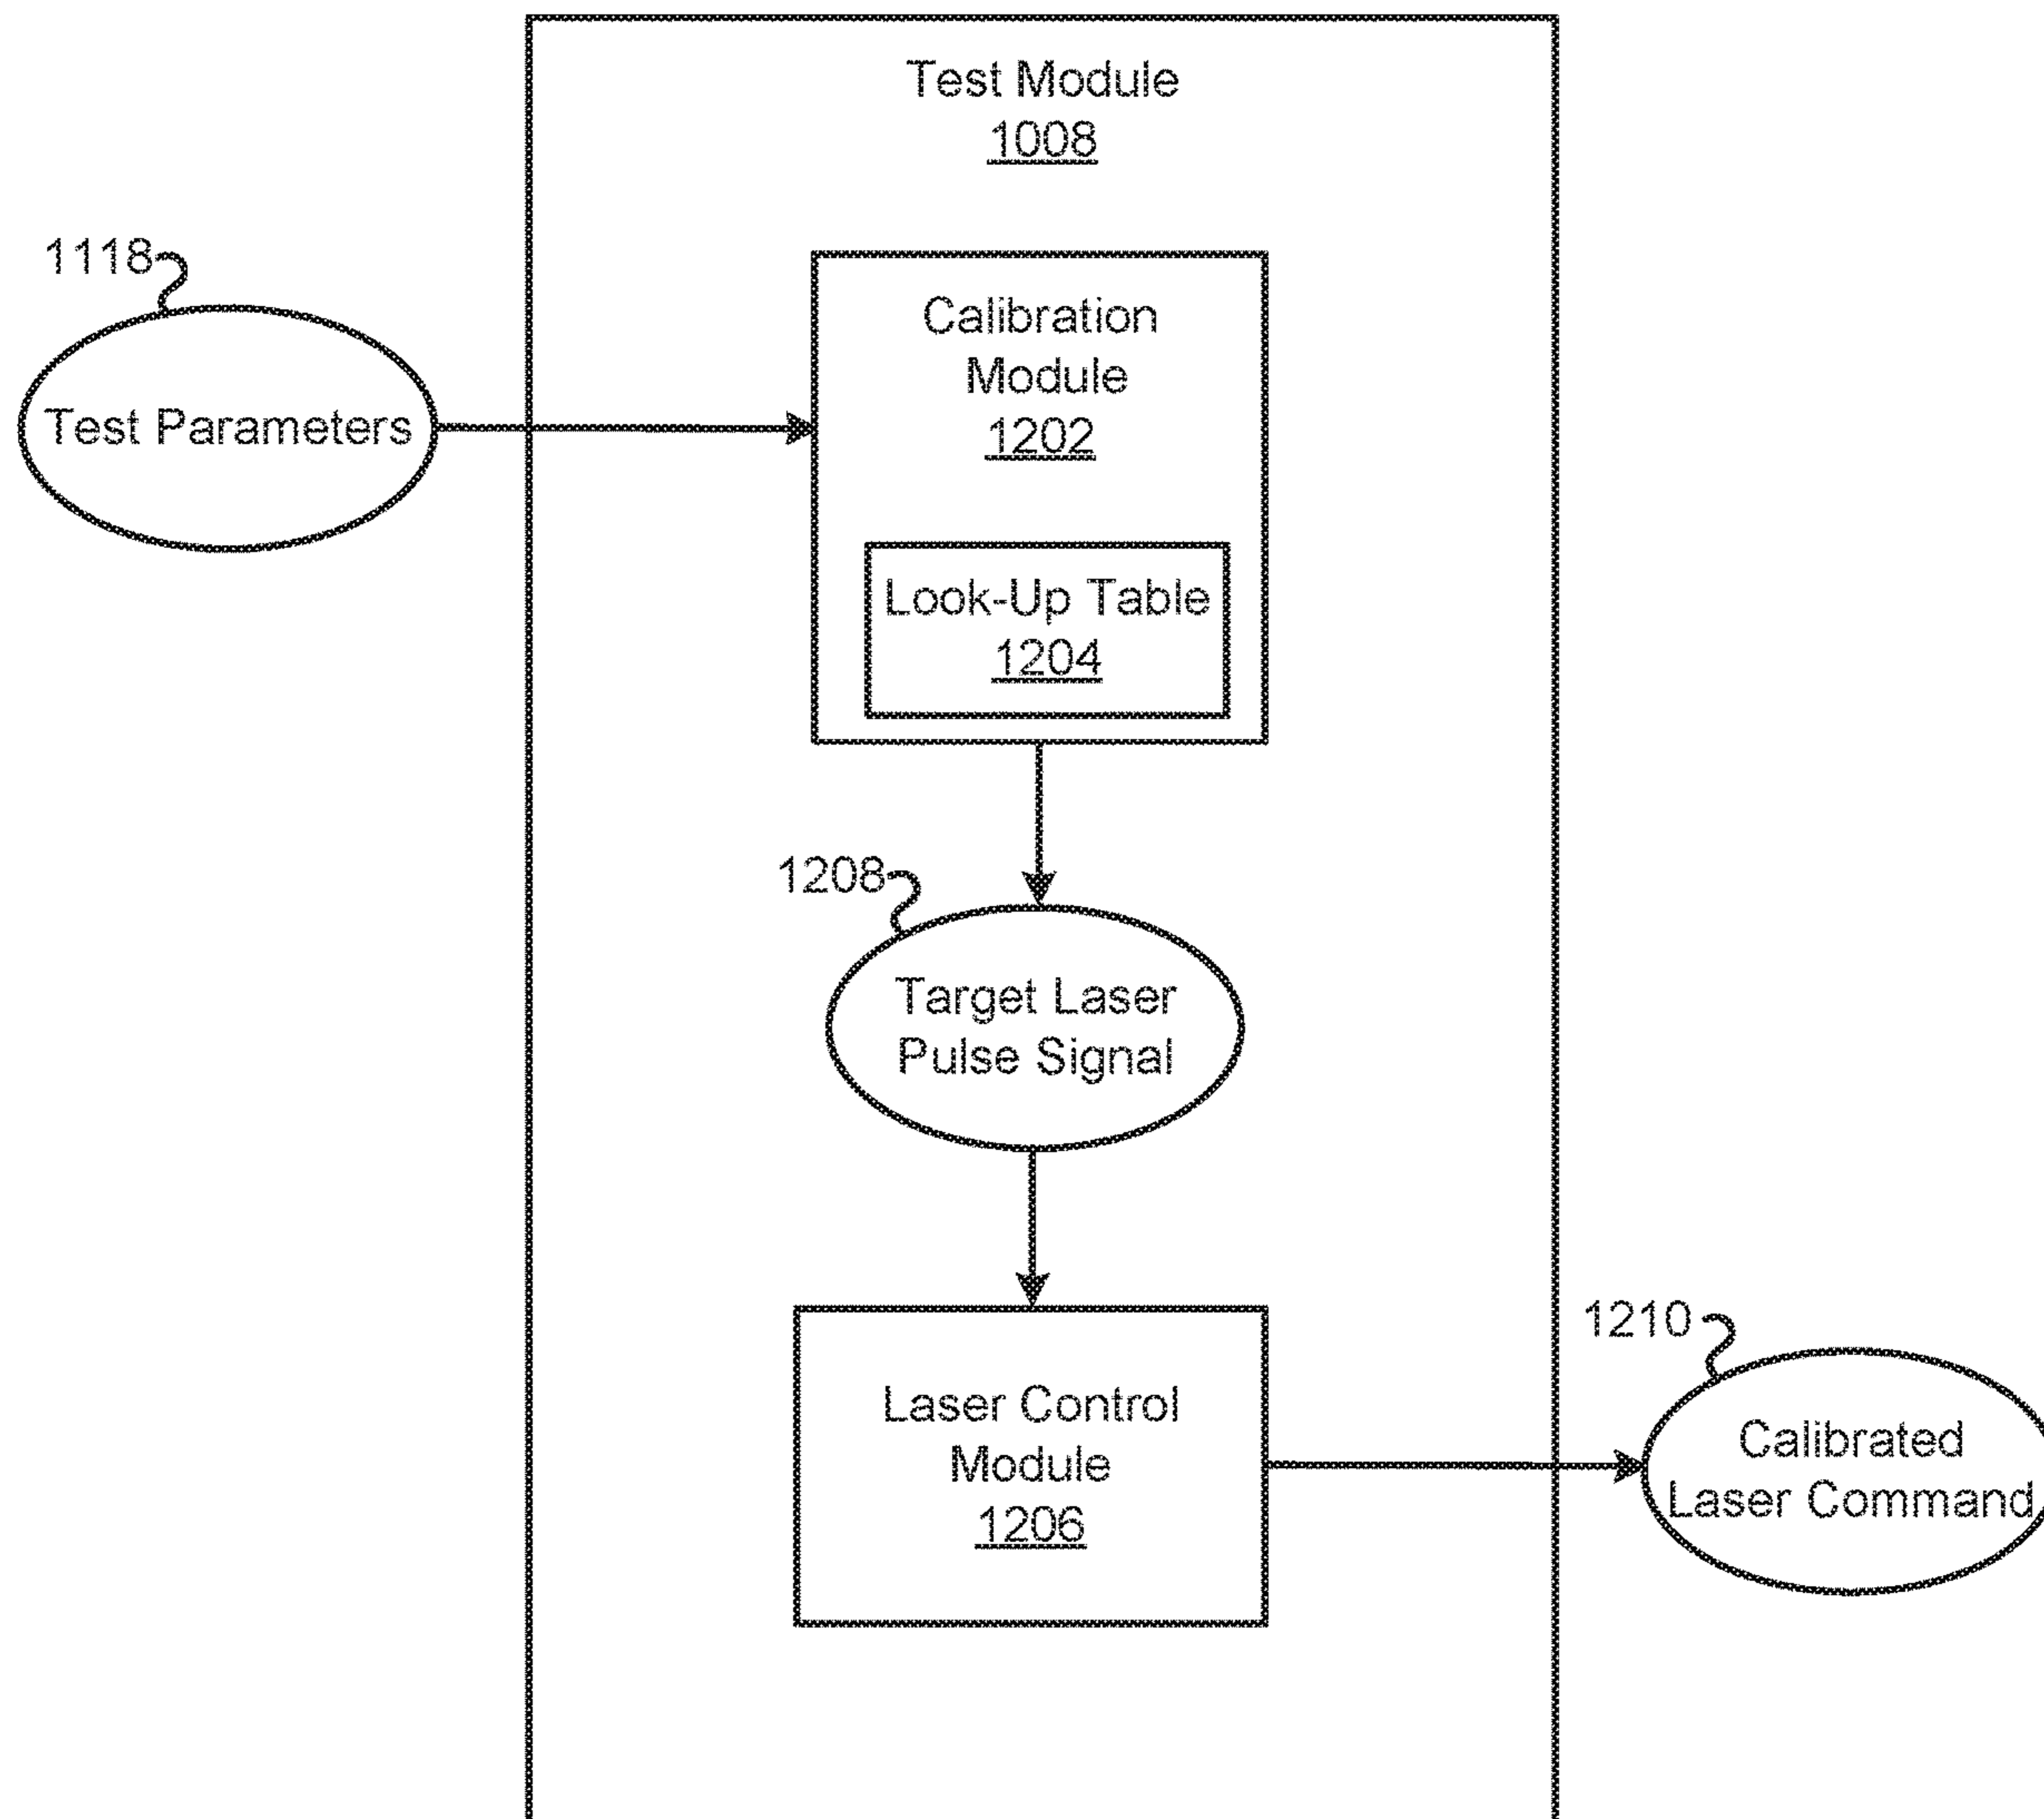 Test Module
1008
1118
Test Parameters
Calibration
Module
1202
Look-Up Table
1204
1208
Target Laser
Pulse Signal
Laser Control
Module
1206
1210
Calibrated
Laser Command